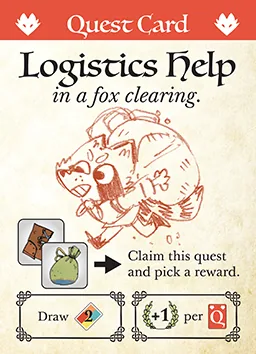 Quest Card
Logistics Help
in a fox clearing.
Claim this quest
and pick a reward.
Draw 2
+1 per Q